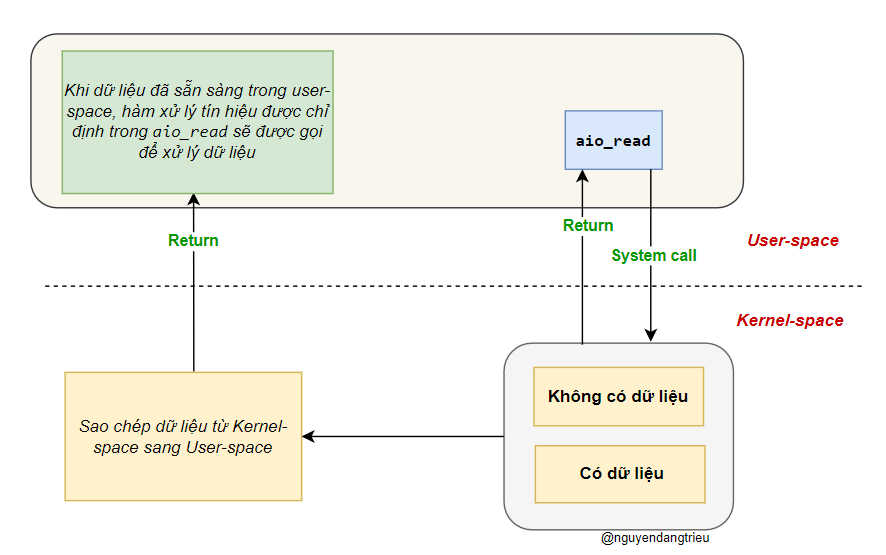 Khi dữ liệu đã sẵn sàng trong user-
space, hàm xử lý tín hiệu được chỉ
định trong aio_read sẽ được gọi
để xử lý dữ liệu
aio_read
Return
Return
System call
User-space
Kernel-space
Sao chép dữ liệu từ Kernel-
space sang User-space
Không có dữ liệu
Có dữ liệu
@nguyendangtrieu